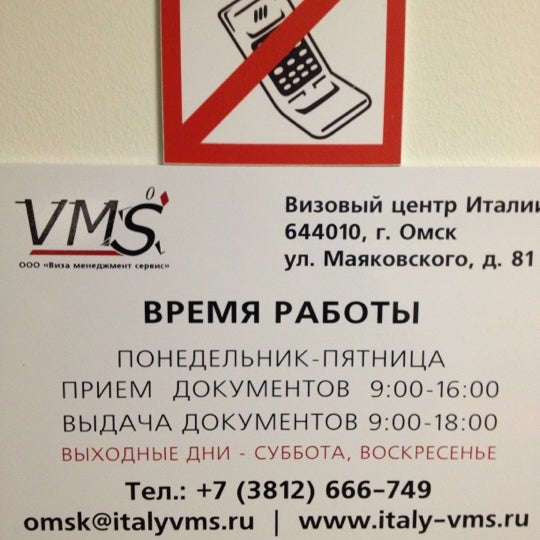 VMS
ООО «Виза менеджмент сервис»
Визовый центр Италии
644010, г. Омск
ул. Маяковского, д. 81
ВРЕМЯ РАБОТЫ
ПОНЕДЕЛЬНИК-ПЯТНИЦА
ПРИЕМ ДОКУМЕНТОВ 9:00-16:00
ВЫДАЧА ДОКУМЕНТОВ 9:00-18:00
ВЫХОДНЫЕ ДНИ - СУББОТА, ВОСКРЕСЕНЬЕ
Тел.: +7 (3812) 666-749
omsk@italyvms.ru | www.italy-vms.ru